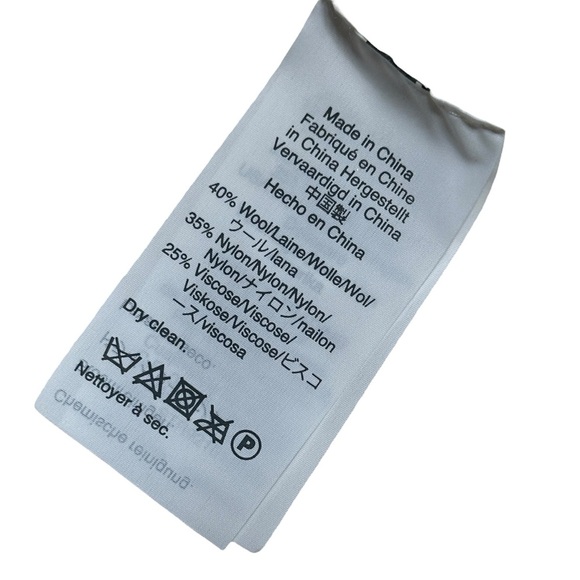 Made in China
Fabriqué en Chine
in China Hergestellt
Vervaardigd in China
中国製
Hecho en China
40% Wool/Laine/Wolle/Wol/
ウール/lana
35% Nylon/Nylon/Nylon/
Nylon/ナイロン/nailon
25% Viscose/Viscose/
Viskose/Viscose/ビスコ
ース/viscosa
Dry clean.
P
Nettoyer à sec.
Chemische reinigung.